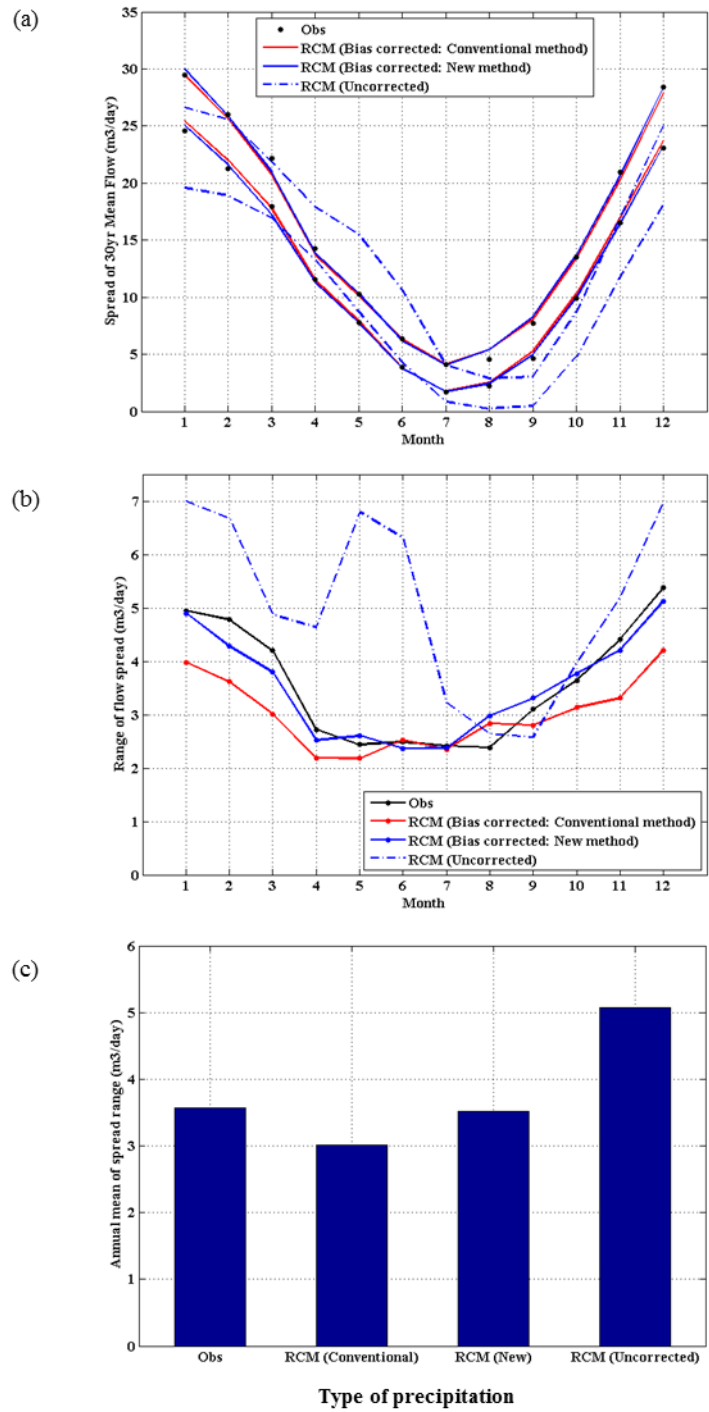 (a)
Spread of 30yr Mean Flow (m3/day)
35
30
25
20
15
10
5
0
Obs
RCM (Bias corrected: Conventional method)
RCM (Bias corrected: New method)
RCM (Uncorrected)
1 2 3 4 5 6 7 8 9 10 11 12
Month
(b)
Range of flow spread (m3/day)
7
6
5
4
3
2
1
0
Obs
RCM (Bias corrected: Conventional method)
RCM (Bias corrected: New method)
RCM (Uncorrected)
1 2 3 4 5 6 7 8 9 10 11 12
Month
(c)
Annual mean of spread range (m3/day)
6
5
4
3
2
1
0
Obs RCM (Conventional) RCM (New) RCM (Uncorrected)
Type of precipitation